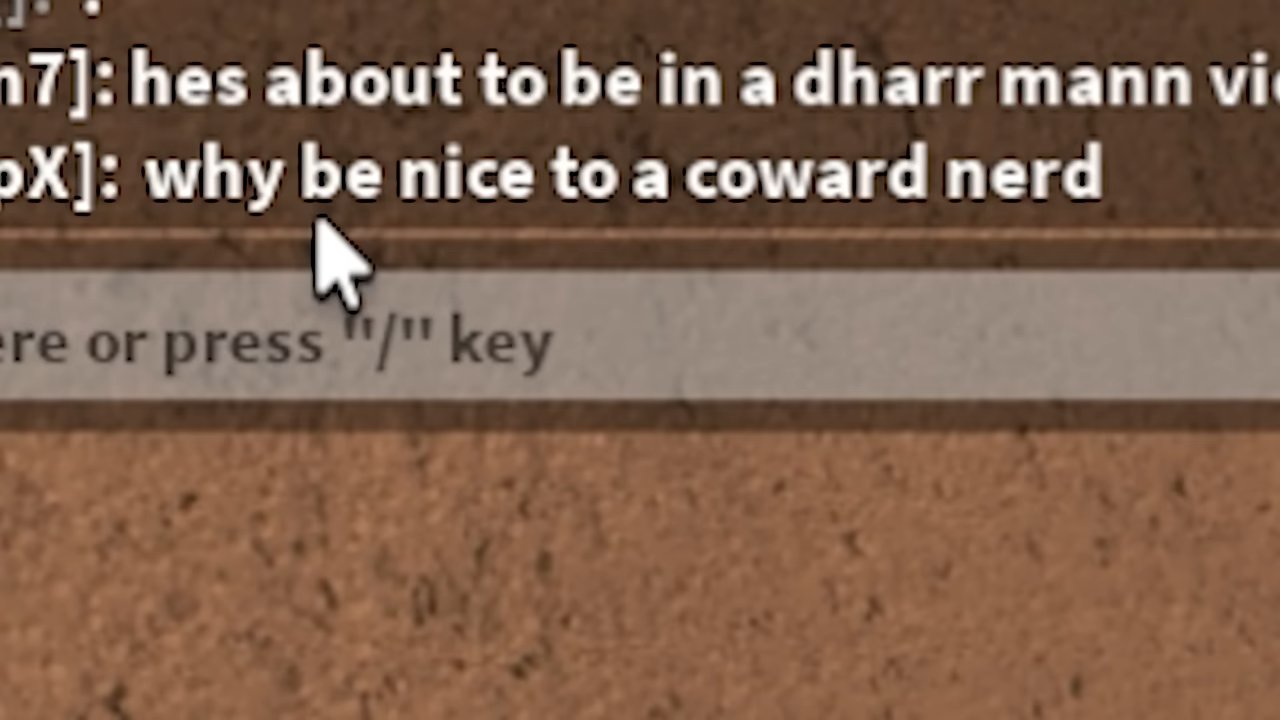 n7]: hes about to be in a dharr mann
pX]: why be nice to a coward nerd
ere or press "/" key